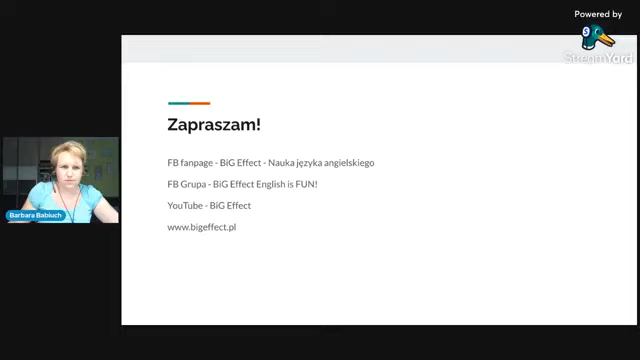 Powered by
S
StreamYard
Zapraszam!
FB fanpage - BiG Effect - Nauka języka angielskiego
FB Grupa - BiG Effect English is FUN!
YouTube - BiG Effect
www.bigeffect.pl
Barbara Babiuch